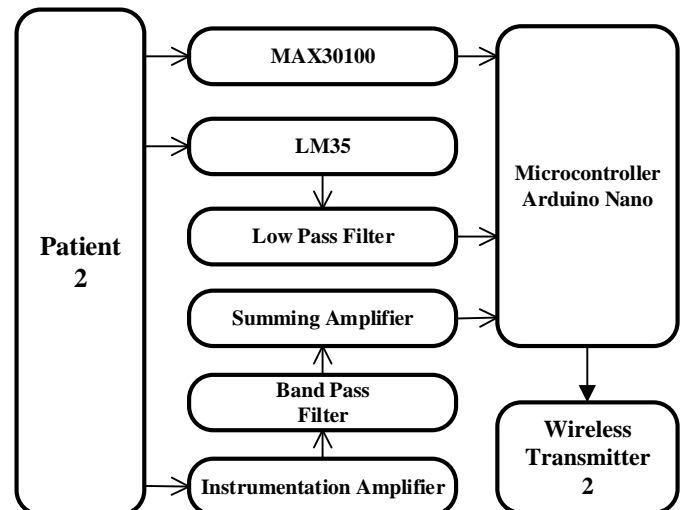 Patient
2
MAX30100
LM35
Low Pass Filter
Summing Amplifier
Band Pass
Filter
Instrumentation Amplifier
Microcontroller
Arduino Nano
Wireless
Transmitter
2